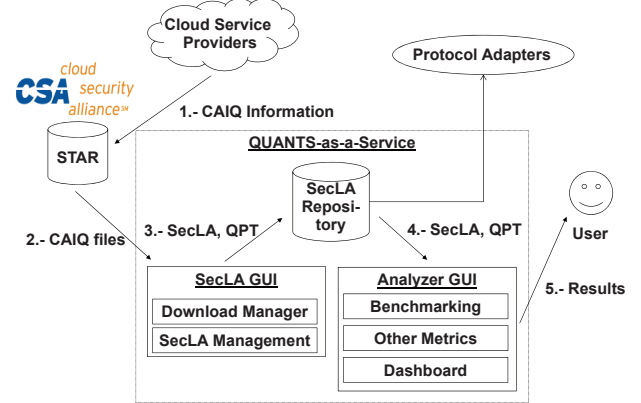 Cloud Service
Providers
Protocol Adapters
cloud
CSA security
alliance℠
1.- CAIQ Information
STAR
QUANTS-as-a-Service
SecLA
Reposi-
tory
2.- CAIQ files
3.- SecLA, QPT
4.- SecLA, QPT
User
SecLA GUI
Download Manager
SecLA Management
Analyzer GUI
Benchmarking
Other Metrics
Dashboard
5.- Results